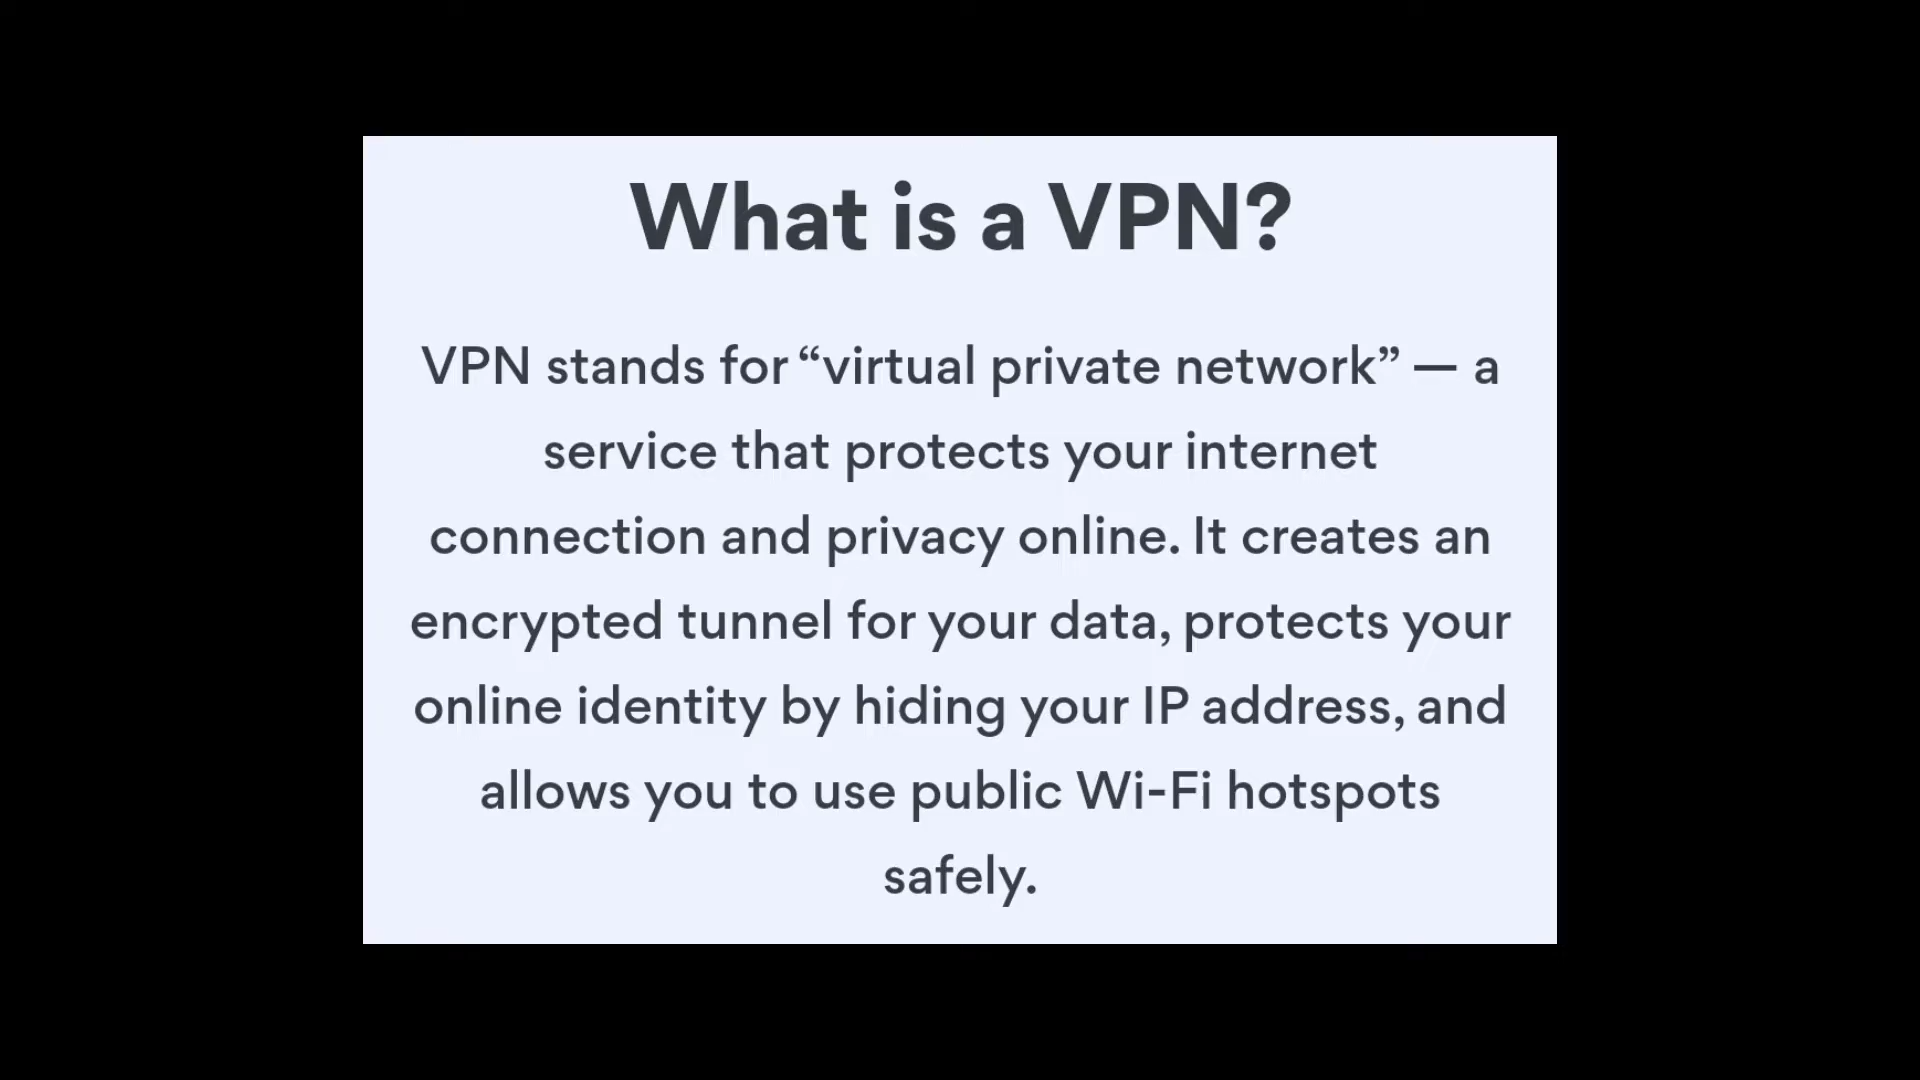 What is a VPN?
VPN stands for “virtual private network” — a
service that protects your internet
connection and privacy online. It creates an
encrypted tunnel for your data, protects your
online identity by hiding your IP address, and
allows you to use public Wi-Fi hotspots
safely.